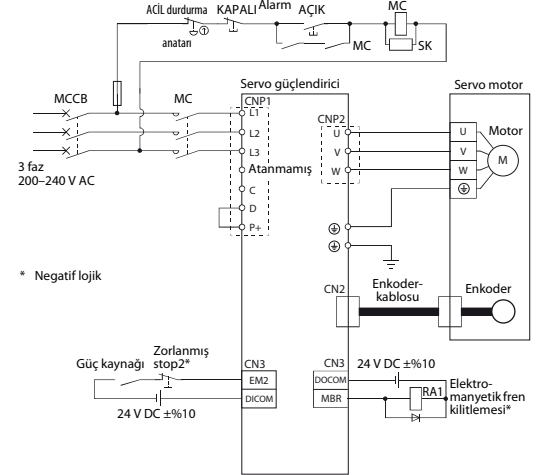 ACİL durdurma
anatarı
KAPALI
Alarm
AÇIK
MC
MC
SK
MCCB
MC
3 faz
200–240 V AC
Servo güçlendirici
CNP1
L1
L2
L3
Atanmamış
C
D
P+
CNP2
U
V
W
Servo motor
U
V
W
Motor
M
* Negatif lojik
CN2
Enkoder-
kablosu
Enkoder
Güç kaynağı
Zorlanmış
stop2*
24 V DC ±%10
CN3
EM2
DICOM
CN3
DOCOM
MBR
24 V DC ±%10
RA1
Elektro-
manyetik fren
kilitlemesi*